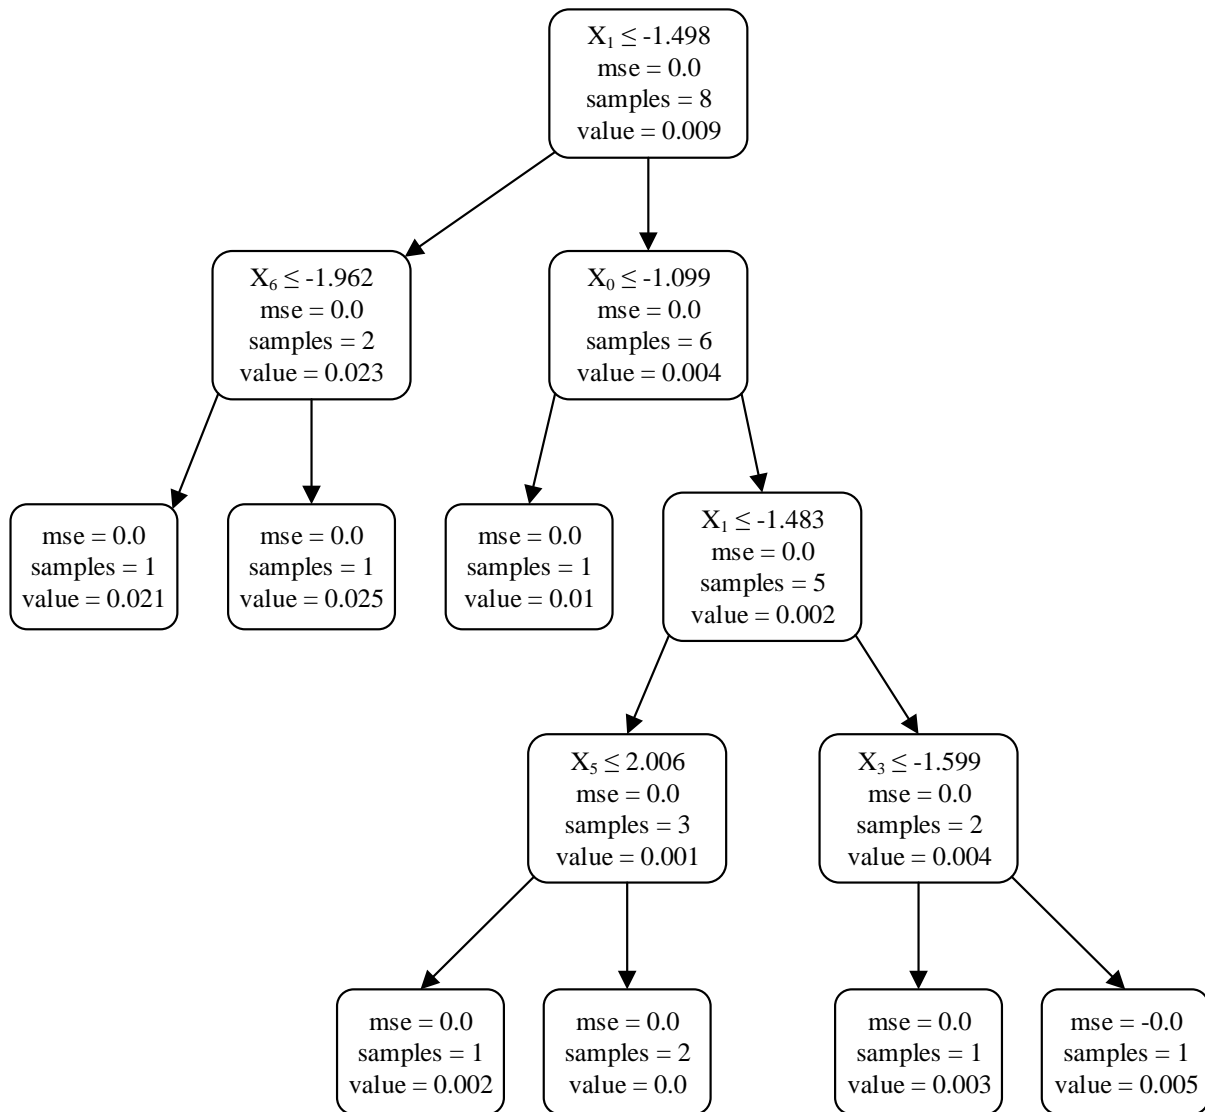 X₁ ≤ -1.498
mse = 0.0
samples = 8
value = 0.009
X₆ ≤ -1.962
mse = 0.0
samples = 2
value = 0.023
X₀ ≤ -1.099
mse = 0.0
samples = 6
value = 0.004
mse = 0.0
samples = 1
value = 0.021
mse = 0.0
samples = 1
value = 0.025
mse = 0.0
samples = 1
value = 0.01
X₁ ≤ -1.483
mse = 0.0
samples = 5
value = 0.002
X₅ ≤ 2.006
mse = 0.0
samples = 3
value = 0.001
X₃ ≤ -1.599
mse = 0.0
samples = 2
value = 0.004
mse = 0.0
samples = 1
value = 0.002
mse = 0.0
samples = 2
value = 0.0
mse = 0.0
samples = 1
value = 0.003
mse = -0.0
samples = 1
value = 0.005